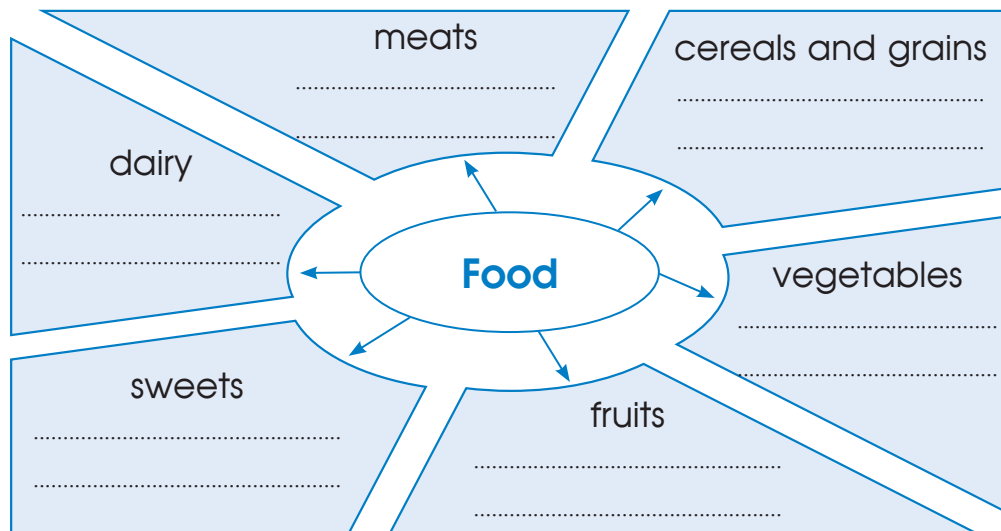 meats
cereals and grains
dairy
Food
vegetables
sweets
fruits